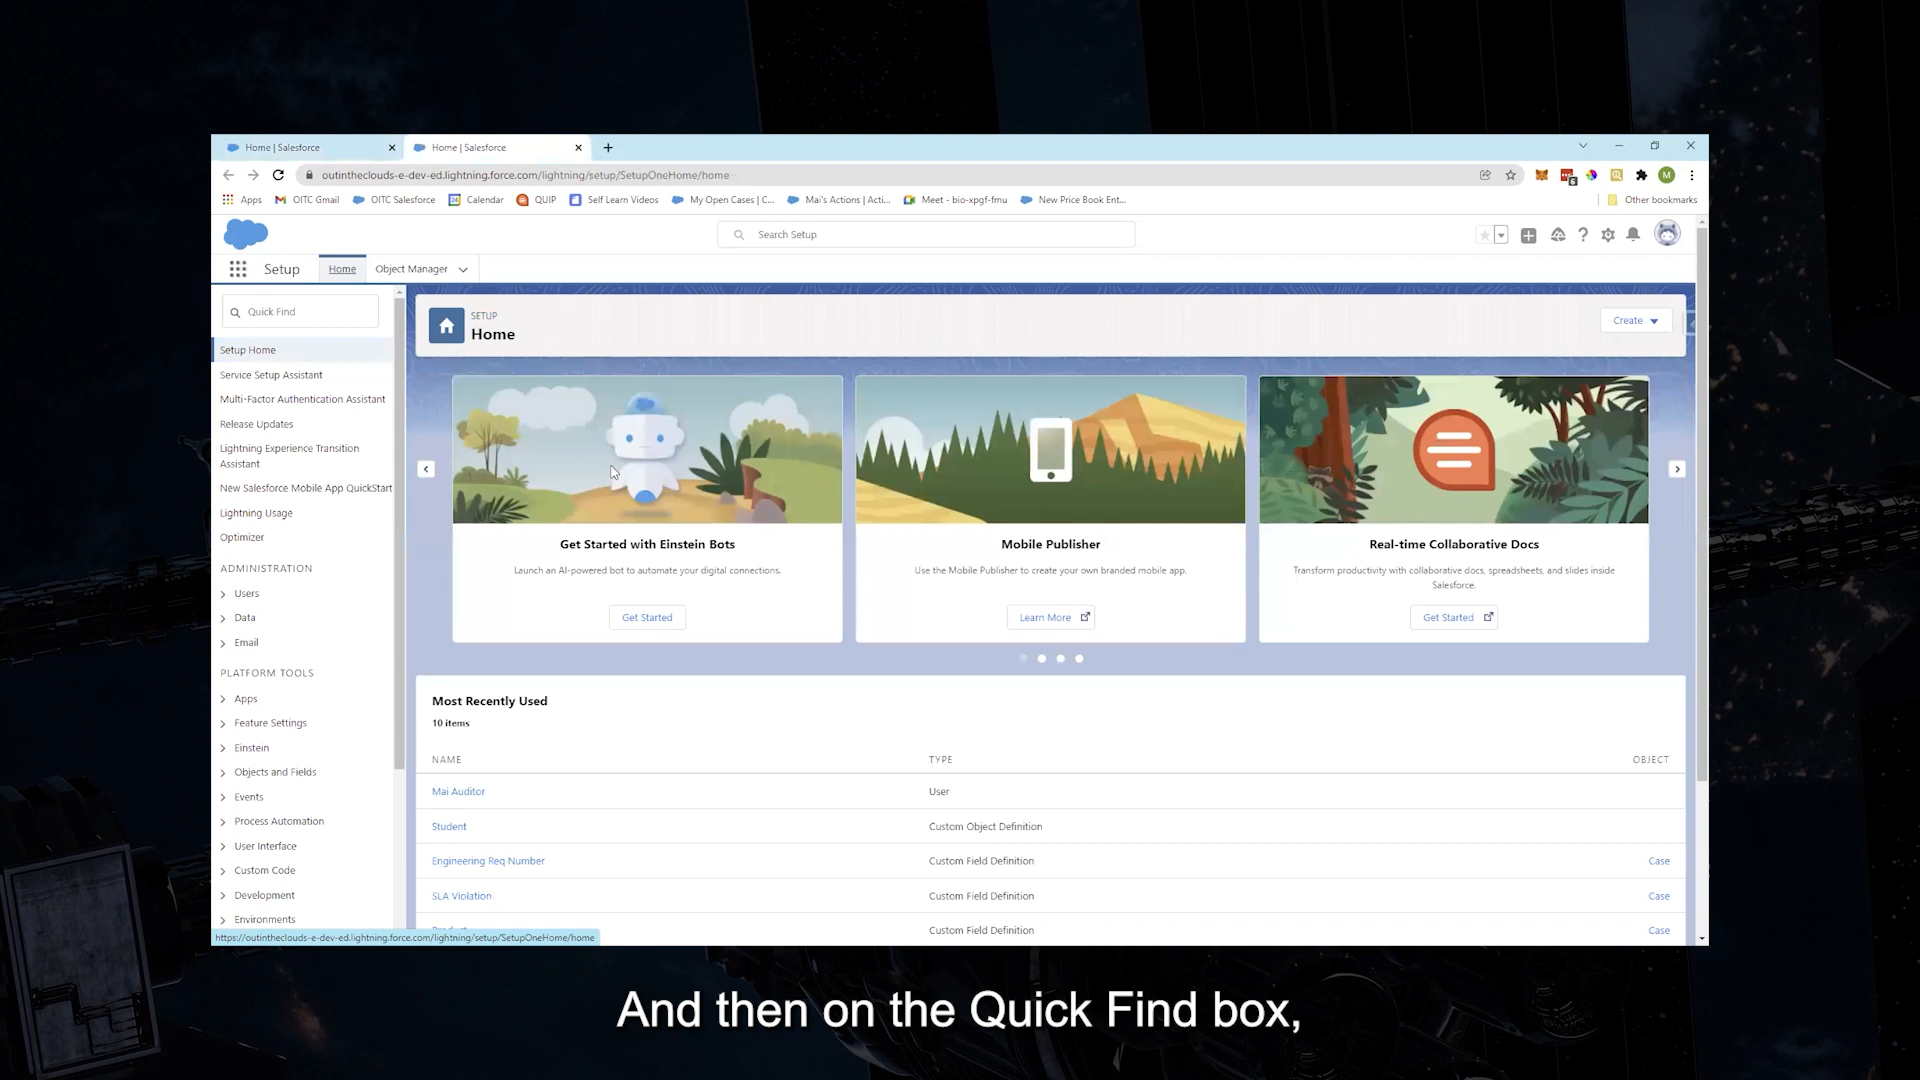 Home | Salesforce
Home | Salesforce
outintheclouds-e-dev-ed.lightning.force.com/lightning/setup/SetupOneHome/home
M
Apps
OITC Gmail
OITC Salesforce
Calendar
QUIP
Self Learn Videos
My Open Cases | C...
Mai's Actions | Acti...
Meet - bio-xpgf-fmu
New Price Book Ent...
Other bookmarks
Search Setup
Setup
Home
Object Manager
Quick Find
Setup Home
Service Setup Assistant
Multi-Factor Authentication Assistant
Release Updates
Lightning Experience Transition
Assistant
New Salesforce Mobile App QuickStart
Lightning Usage
Optimizer
ADMINISTRATION
Users
Data
Email
PLATFORM TOOLS
Apps
Feature Settings
Einstein
Objects and Fields
Events
Process Automation
User Interface
Custom Code
Development
Environments
https://outintheclouds-e-dev-ed.lightning.force.com/lightning/setup/SetupOneHome/home
SETUP
Home
Create
Get Started with Einstein Bots
Launch an AI-powered bot to automate your digital connections.
Get Started
Mobile Publisher
Use the Mobile Publisher to create your own branded mobile app.
Learn More
Real-time Collaborative Docs
Transform productivity with collaborative docs, spreadsheets, and slides inside
Salesforce.
Get Started
Most Recently Used
10 items
NAME TYPE OBJECT
Mai Auditor User
Student Custom Object Definition
Engineering Req Number Custom Field Definition Case
SLA Violation Custom Field Definition Case
Product Custom Field Definition Case
And then on the Quick Find box,